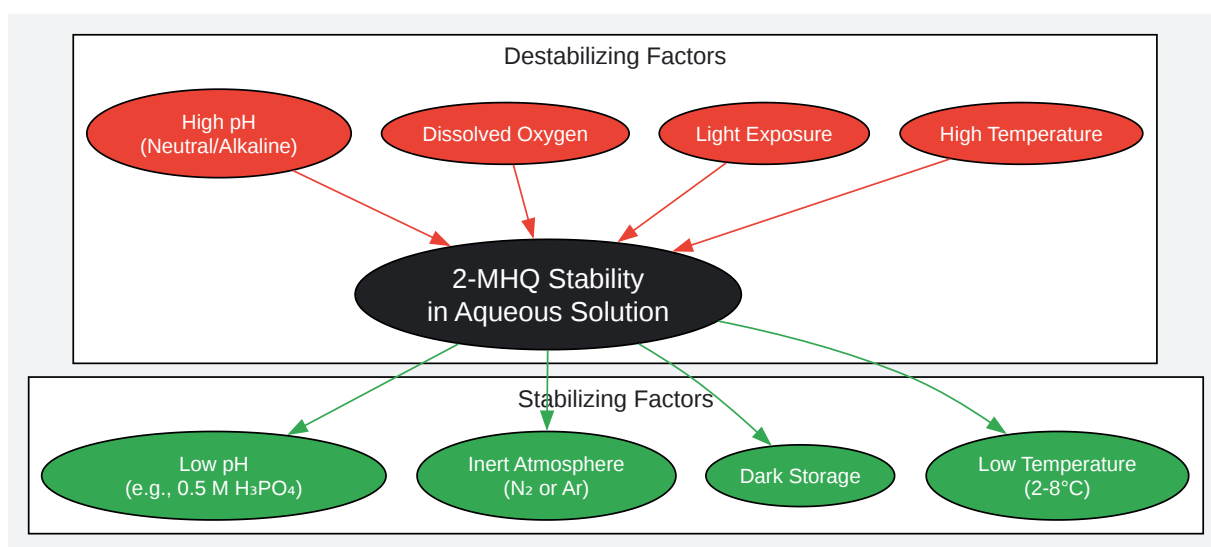 Destabilizing Factors
High pH
(Neutral/Alkaline)
Dissolved Oxygen
Light Exposure
High Temperature
2-MHQ Stability
in Aqueous Solution
Stabilizing Factors
Low pH
(e.g., 0.5 M H₃PO₄)
Inert Atmosphere
(N₂ or Ar)
Dark Storage
Low Temperature
(2-8°C)